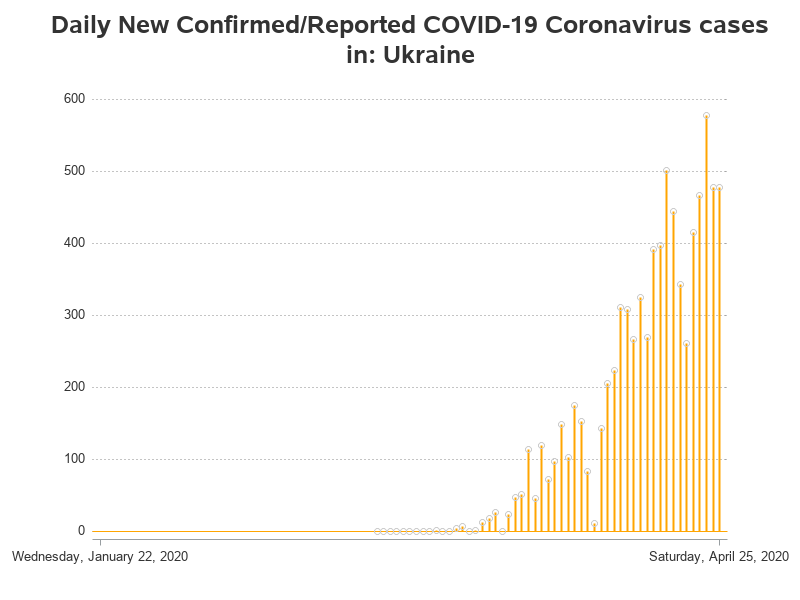 Daily New Confirmed/Reported COVID-19 Coronavirus cases
in: Ukraine
600
500
400
300
200
100
0
Wednesday, January 22, 2020
Saturday, April 25, 2020